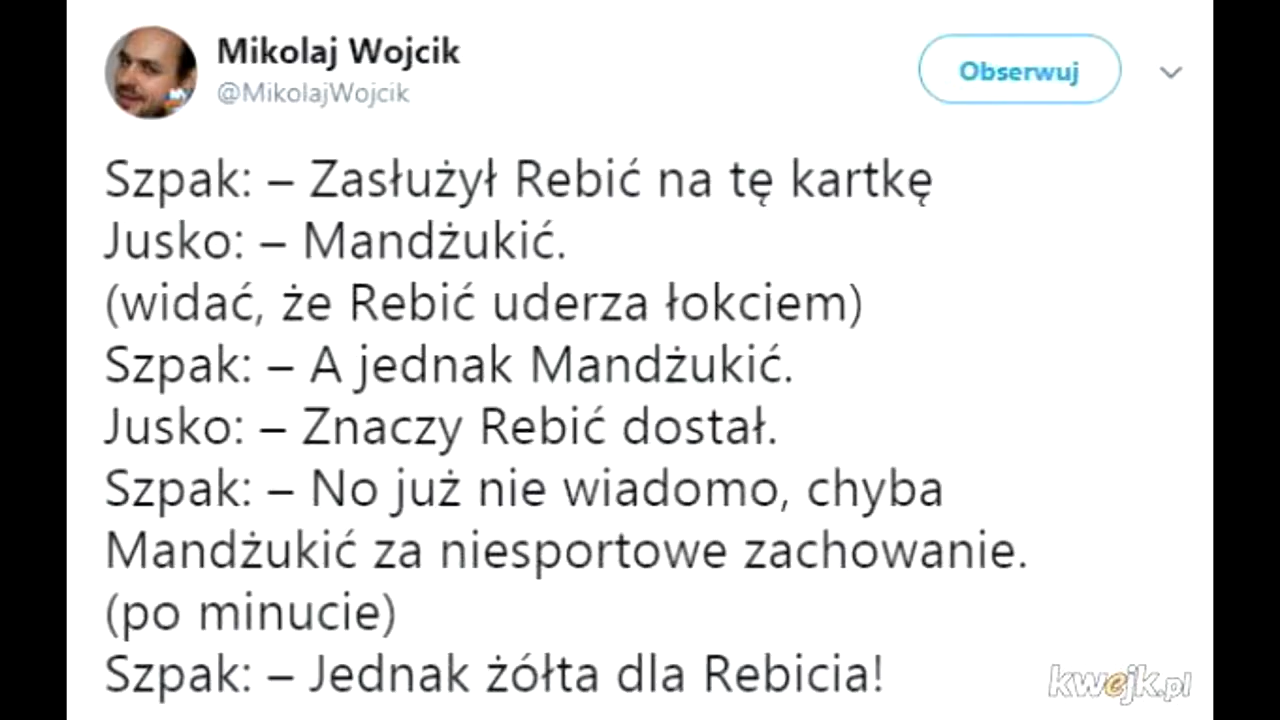 Mikolaj Wojcik
@MikolajWojcik
Obserwuj
Szpak: – Zasłużył Rebić na tę kartkę
Jusko: – Mandżukić.
(widać, że Rebić uderza łokciem)
Szpak: – A jednak Mandżukić.
Jusko: – Znaczy Rebić dostał.
Szpak: – No już nie wiadomo, chyba
Mandżukić za niesportowe zachowanie.
(po minucie)
Szpak: – Jednak żółta dla Rebicia!
kwejk.pl